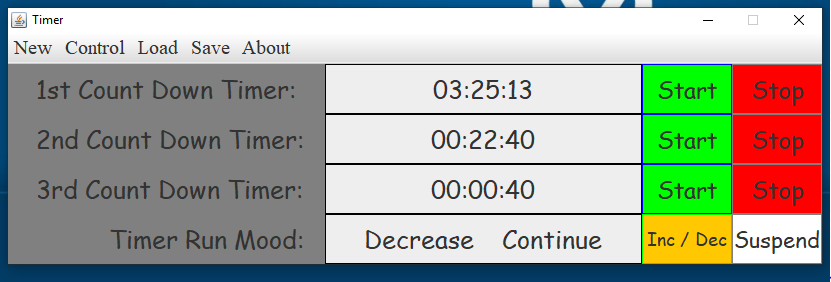 Timer
New Control Load Save About
1st Count Down Timer: 03:25:13 Start Stop
2nd Count Down Timer: 00:22:40 Start Stop
3rd Count Down Timer: 00:00:40 Start Stop
Timer Run Mood: Decrease Continue Inc / Dec Suspend